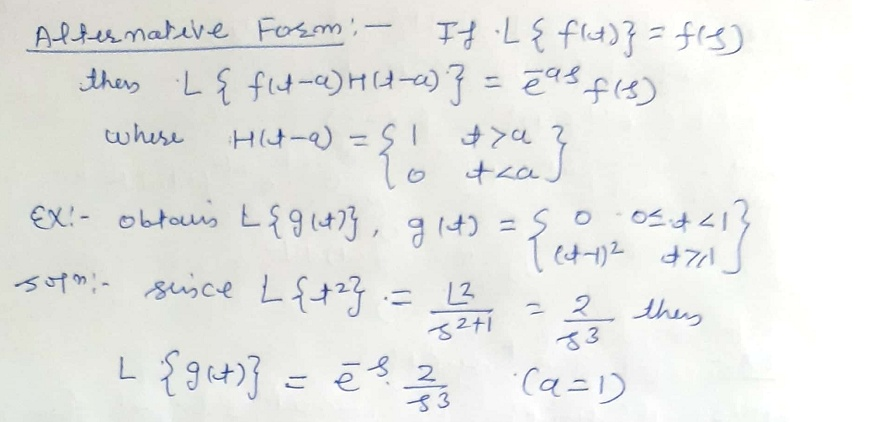 Alternative Form:- If L{f(t)} = f(s)
then L{f(t-a)H(t-a)} = e^{-as} f(s)
where H(t-a) = {1 t>a
0 t<a}
EX:- obtain L{g(t)}, g(t) = {0 0≤t<1
(t-1)^2 t≥1}
sol^n:- since L{t^2} = ⌊2 / s^{2+1} = 2/s^3 then
L{g(t)} = e^{-s}. 2/s^3 (a=1)